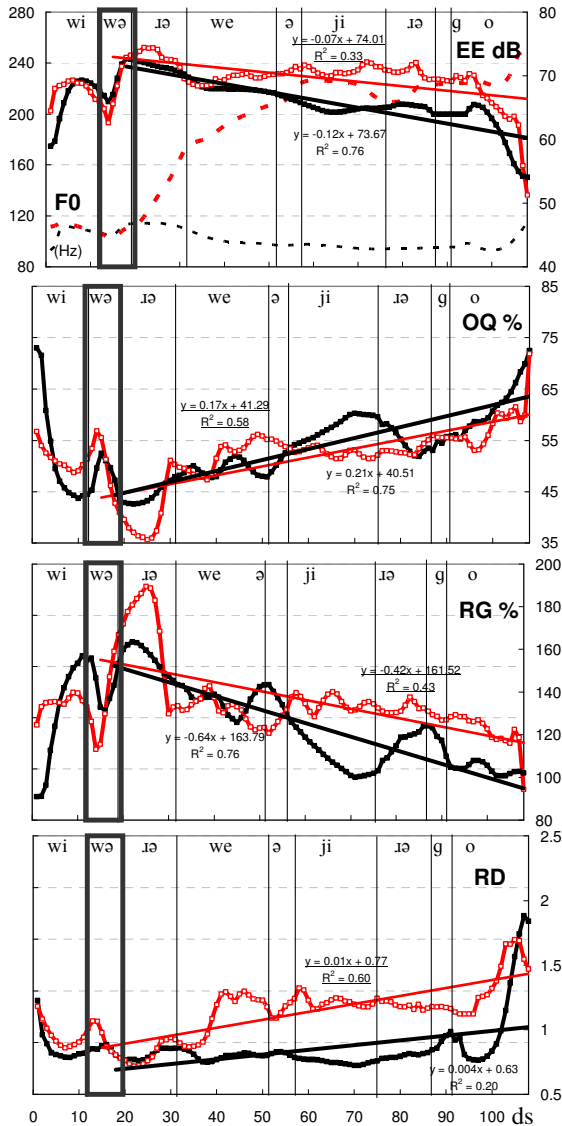 280 wi wə ɹə we ə ji ɹə g o 80
y = -0.07x + 74.01
R² = 0.33
EE dB
240 70
200
y = -0.12x + 73.67
R² = 0.76
60
160
120 F0 50
(Hz)
80 40
wi wə ɹə we ə ji ɹə g o 85
OQ %
75
65
y = 0.17x + 41.29
R² = 0.58
55
y = 0.21x + 40.51
R² = 0.75
45
35
wi wə ɹə we ə ji ɹə g o 200
RG %
180
160
y = -0.42x + 161.52
R² = 0.43
140
y = -0.64x + 163.79
R² = 0.76
120
100
80
wi wə ɹə we ə ji ɹə g o 2.5
RD
2
y = 0.01x + 0.77
R² = 0.60
1.5
1
y = 0.004x + 0.63
R² = 0.20
0.5
0 10 20 30 40 50 60 70 80 90 100 ds